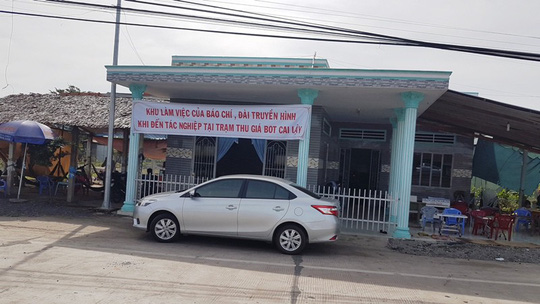 KHU LÀM VIỆC CỦA BÁO CHÍ, ĐÀI TRUYỀN HÌNH
KHI ĐẾN TÁC NGHIỆP TẠI TRẠM THU GIÁ BOT CAI LẬY